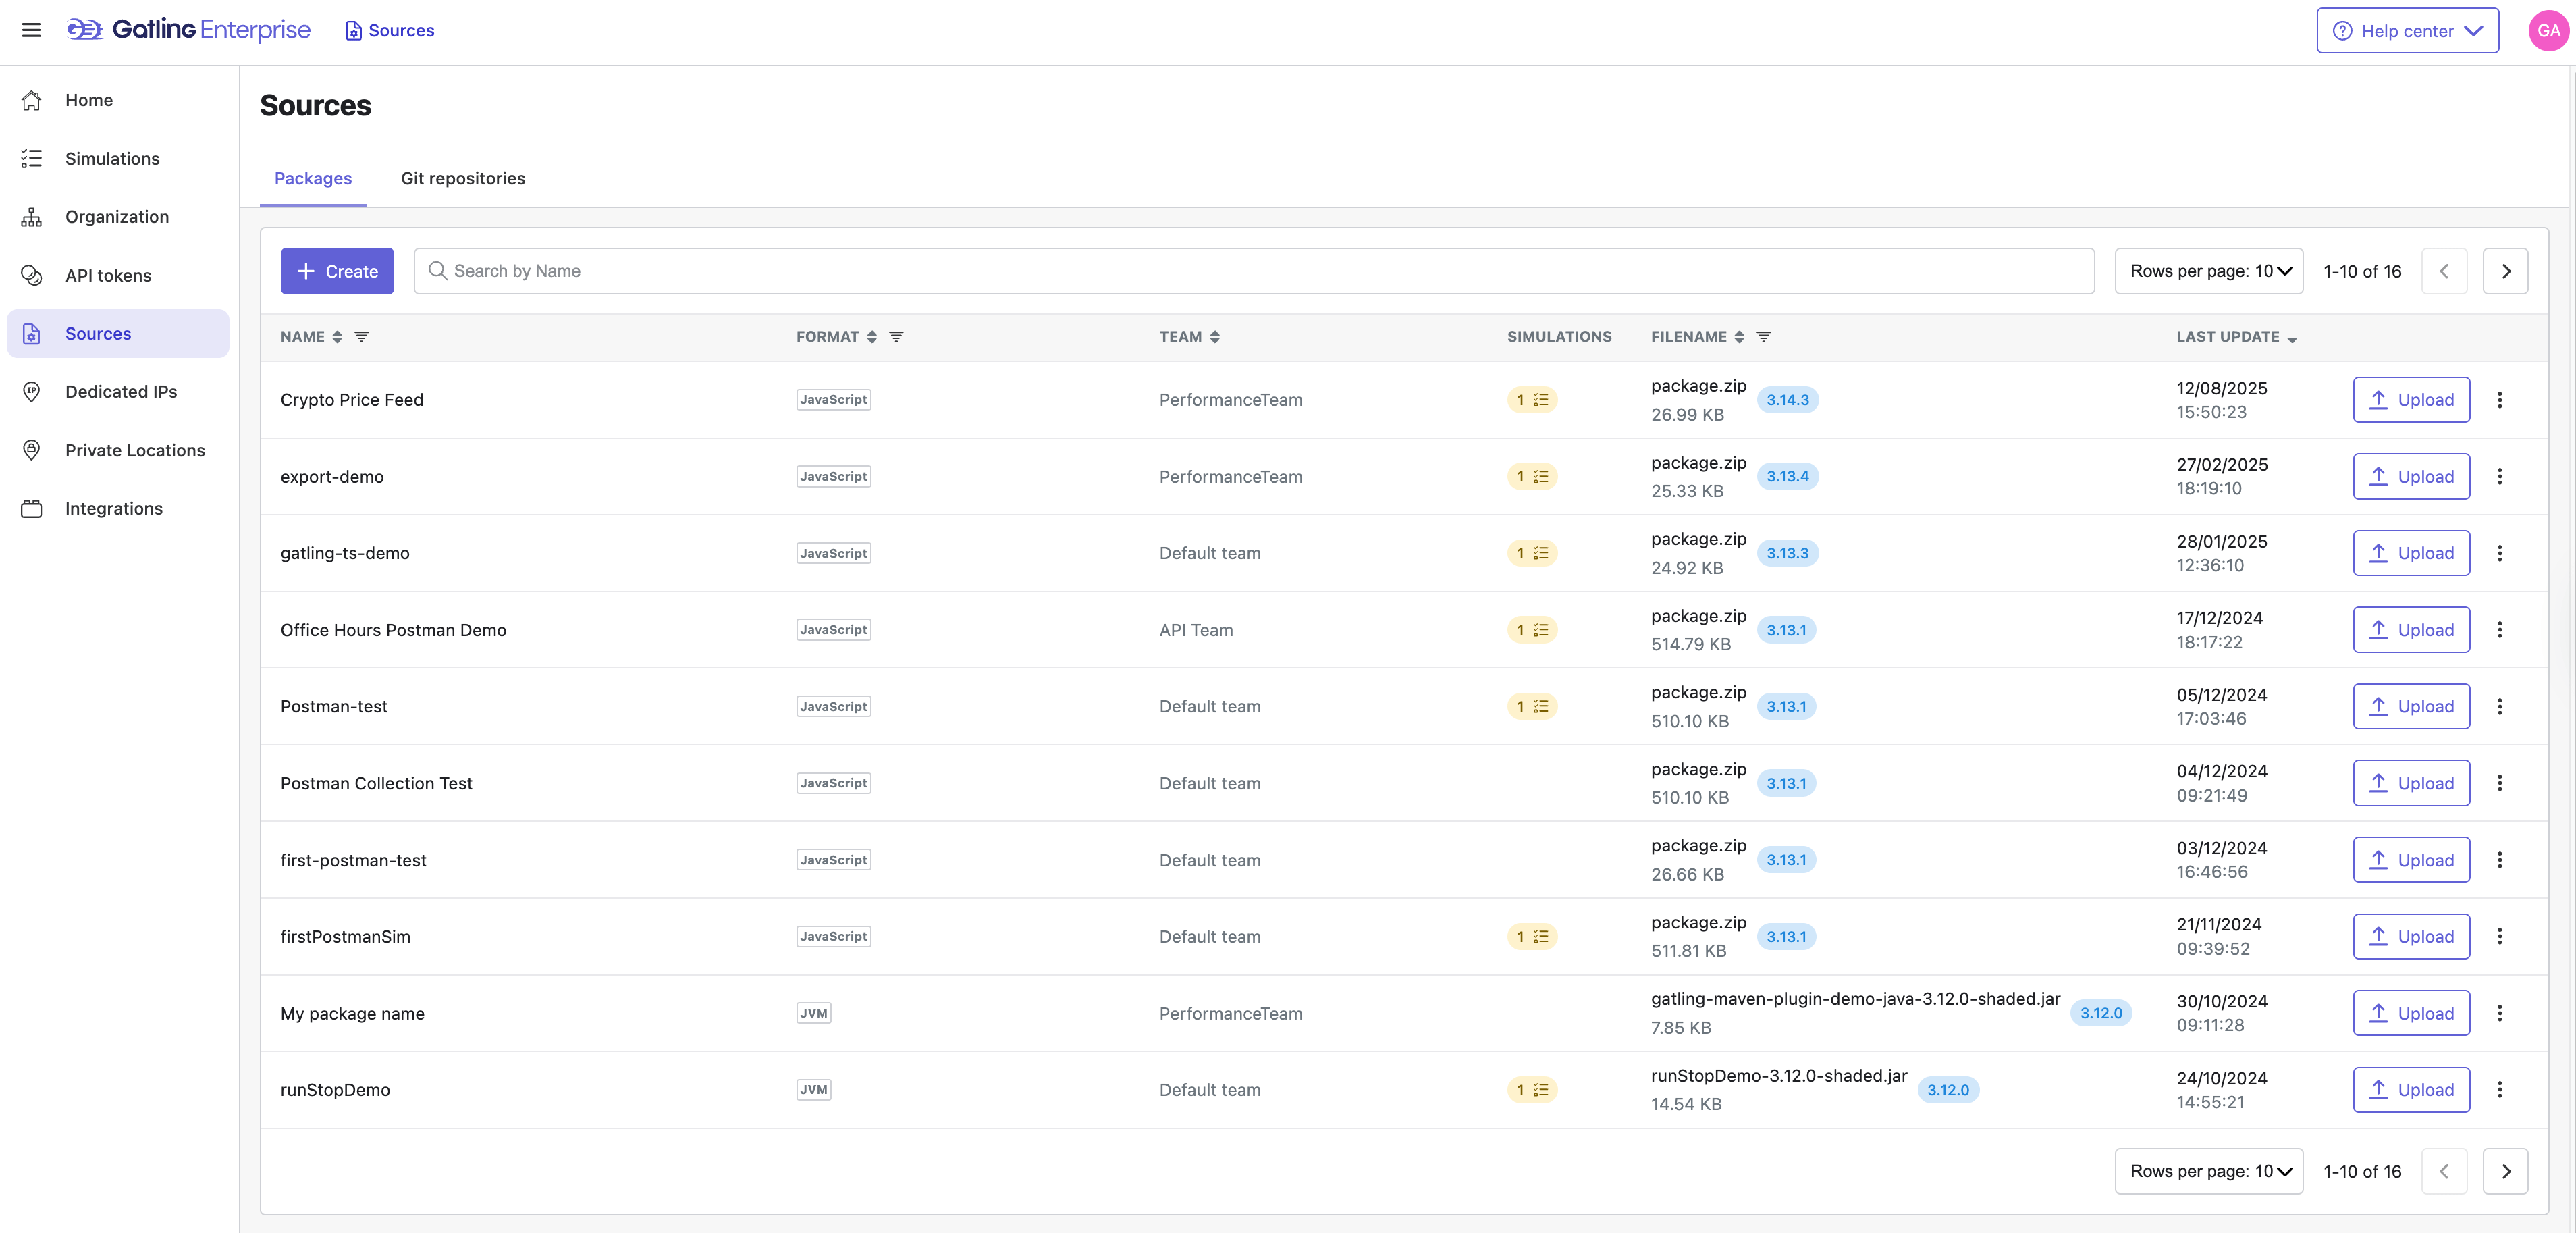 Gatling Enterprise
Sources
Help center
GA
Home
Simulations
Organization
API tokens
Sources
Dedicated IPs
Private Locations
Integrations
Sources
Packages Git repositories
Create
Search by Name
Rows per page: 10
1-10 of 16
NAME FORMAT TEAM SIMULATIONS FILENAME LAST UPDATE
Crypto Price Feed JavaScript PerformanceTeam 1 package.zip 3.14.3 12/08/2025 Upload
26.99 KB 15:50:23
export-demo JavaScript PerformanceTeam 1 package.zip 3.13.4 27/02/2025 Upload
25.33 KB 18:19:10
gatling-ts-demo JavaScript Default team 1 package.zip 3.13.3 28/01/2025 Upload
24.92 KB 12:36:10
Office Hours Postman Demo JavaScript API Team 1 package.zip 3.13.1 17/12/2024 Upload
514.79 KB 18:17:22
Postman-test JavaScript Default team 1 package.zip 3.13.1 05/12/2024 Upload
510.10 KB 17:03:46
Postman Collection Test JavaScript Default team package.zip 3.13.1 04/12/2024 Upload
510.10 KB 09:21:49
first-postman-test JavaScript Default team package.zip 3.13.1 03/12/2024 Upload
26.66 KB 16:46:56
firstPostmanSim JavaScript Default team 1 package.zip 3.13.1 21/11/2024 Upload
511.81 KB 09:39:52
My package name JVM PerformanceTeam gatling-maven-plugin-demo-java-3.12.0-shaded.jar 3.12.0 30/10/2024 Upload
7.85 KB 09:11:28
runStopDemo JVM Default team 1 runStopDemo-3.12.0-shaded.jar 3.12.0 24/10/2024 Upload
14.54 KB 14:55:21
Rows per page: 10
1-10 of 16